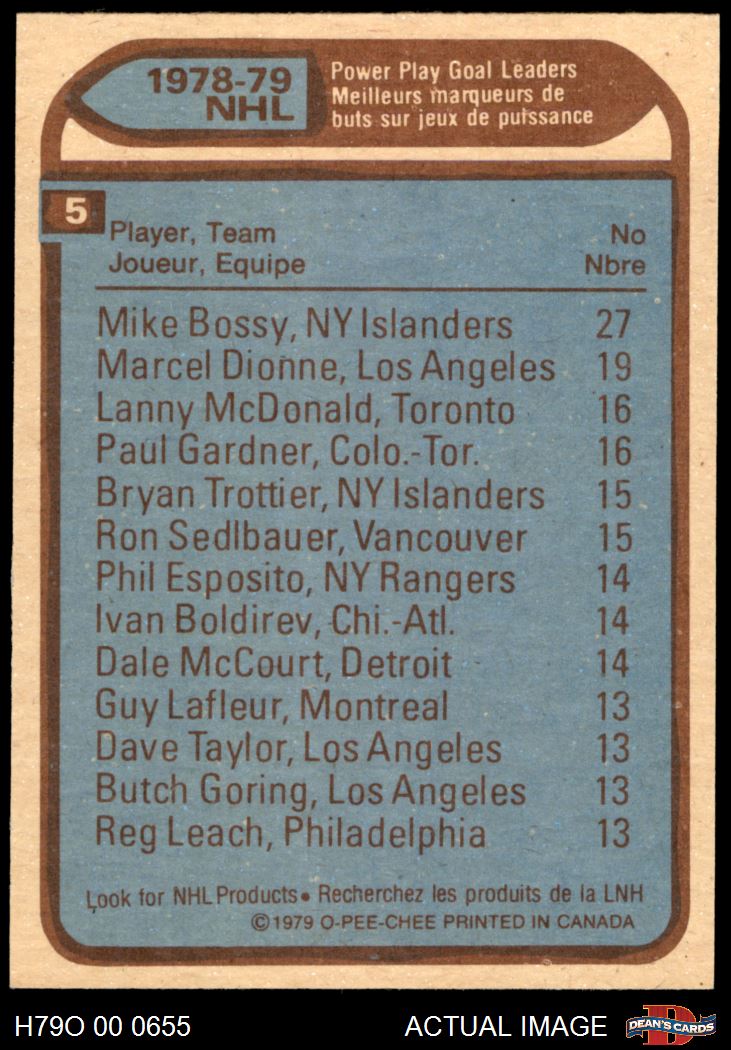 1978-79
NHL
Power Play Goal Leaders
Meilleurs marqueurs de
buts sur jeux de puissance
5
Player, Team No
Joueur, Equipe Nbre
Mike Bossy, NY Islanders 27
Marcel Dionne, Los Angeles 19
Lanny McDonald, Toronto 16
Paul Gardner, Colo.-Tor. 16
Bryan Trottier, NY Islanders 15
Ron Sedlbauer, Vancouver 15
Phil Esposito, NY Rangers 14
Ivan Boldirev, Chi.-Atl. 14
Dale McCourt, Detroit 14
Guy Lafleur, Montreal 13
Dave Taylor, Los Angeles 13
Butch Goring, Los Angeles 13
Reg Leach, Philadelphia 13
Look for NHL Products• Recherchez les produits de la LNH
©1979 O-PEE-CHEE PRINTED IN CANADA
H79O 00 0655 ACTUAL IMAGE
D
DEAN'S CARDS